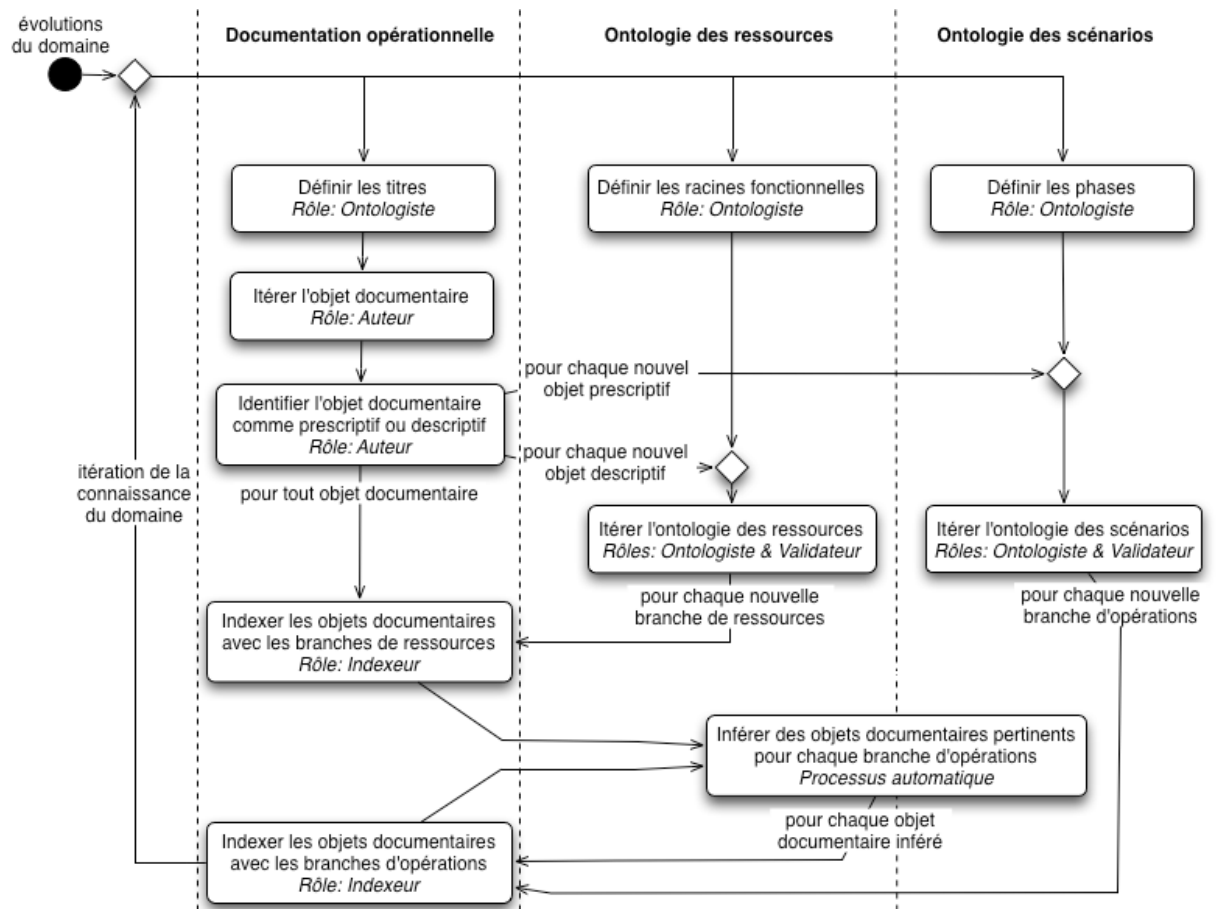 évolutions
du domaine
Documentation opérationnelle
Ontologie des ressources
Ontologie des scénarios
Définir les titres
Rôle: Ontologiste
Définir les racines fonctionnelles
Rôle: Ontologiste
Définir les phases
Rôle: Ontologiste
Itérer l'objet documentaire
Rôle: Auteur
pour chaque nouvel
objet prescriptif
Identifier l'objet documentaire
comme prescriptif ou descriptif
Rôle: Auteur
pour chaque nouvel
objet descriptif
itération de la
connaissance
du domaine
pour tout objet documentaire
Itérer l'ontologie des ressources
Rôles: Ontologiste & Validateur
Itérer l'ontologie des scénarios
Rôles: Ontologiste & Validateur
pour chaque nouvelle
branche de ressources
pour chaque nouvelle
branche d'opérations
Indexer les objets documentaires
avec les branches de ressources
Rôle: Indexeur
Inférer des objets documentaires pertinents
pour chaque branche d'opérations
Processus automatique
pour chaque objet
documentaire inféré
Indexer les objets documentaires
avec les branches d'opérations
Rôle: Indexeur